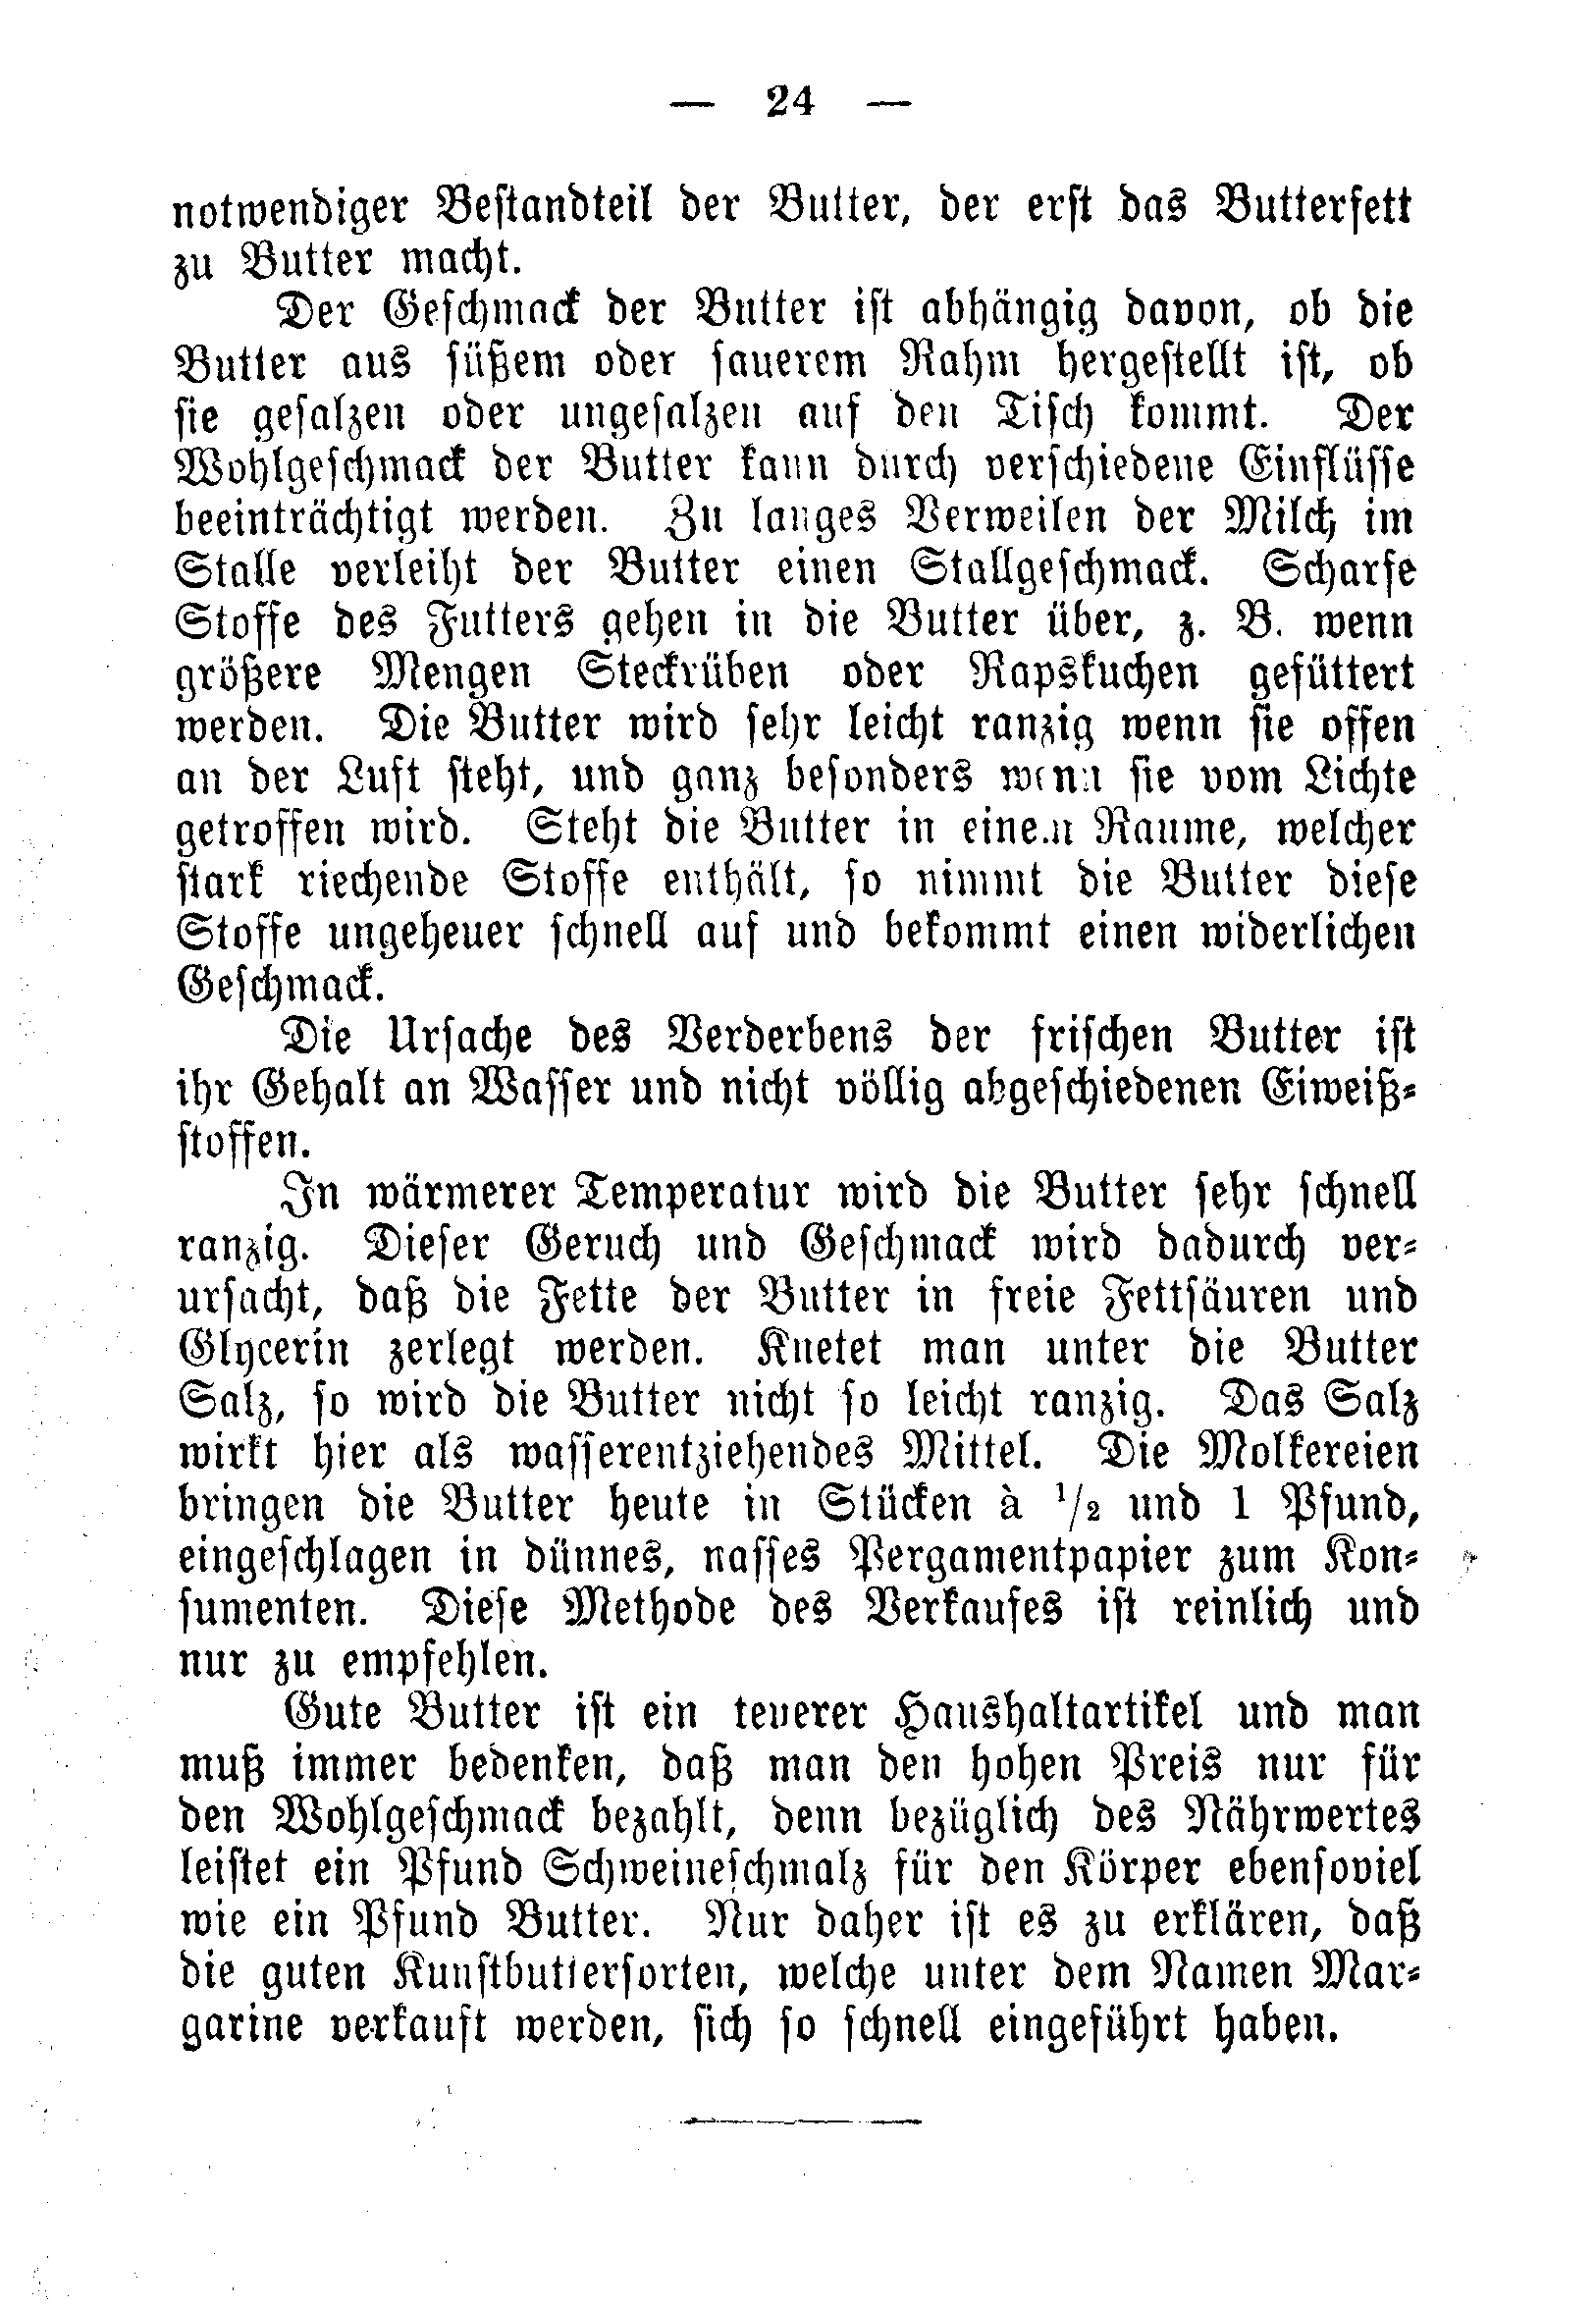 — 24 —
notwendiger Bestandteil der Butter, der erst das Butterfett
zu Butter macht.
Der Geschmack der Butter ist abhängig davon, ob die
Butter aus süßem oder sauerem Rahm hergestellt ist, ob
sie gesalzen oder ungesalzen auf den Tisch kommt. Der
Wohlgeschmack der Butter kann durch verschiedene Einflüsse
beeinträchtigt werden. Zu langes Verweilen der Milch im
Stalle verleiht der Butter einen Stallgeschmack. Scharfe
Stoffe des Futters gehen in die Butter über, z. B. wenn
größere Mengen Steckrüben oder Rapskuchen gefüttert
werden. Die Butter wird sehr leicht ranzig wenn sie offen
an der Luft steht, und ganz besonders wenn sie vom Lichte
getroffen wird. Steht die Butter in einem Raume, welcher
stark riechende Stoffe enthält, so nimmt die Butter diese
Stoffe ungeheuer schnell auf und bekommt einen widerlichen
Geschmack.
Die Ursache des Verderbens der frischen Butter ist
ihr Gehalt an Wasser und nicht völlig abgeschiedenen Eiweiß-
stoffen.
In wärmerer Temperatur wird die Butter sehr schnell
ranzig. Dieser Geruch und Geschmack wird dadurch ver-
ursacht, daß die Fette der Butter in freie Fettsäuren und
Glycerin zerlegt werden. Knetet man unter die Butter
Salz, so wird die Butter nicht so leicht ranzig. Das Salz
wirkt hier als wasserentziehendes Mittel. Die Molkereien
bringen die Butter heute in Stücken à 1/2 und 1 Pfund,
eingeschlagen in dünnes, nasses Pergamentpapier zum Kon-
sumenten. Diese Methode des Verkaufes ist reinlich und
nur zu empfehlen.
Gute Butter ist ein teuerer Haushaltartikel und man
muß immer bedenken, daß man den hohen Preis nur für
den Wohlgeschmack bezahlt, denn bezüglich des Nährwertes
leistet ein Pfund Schweineschmalz für den Körper ebensoviel
wie ein Pfund Butter. Nur daher ist es zu erklären, daß
die guten Kunstbuttersorten, welche unter dem Namen Mar-
garine verkauft werden, sich so schnell eingeführt haben.